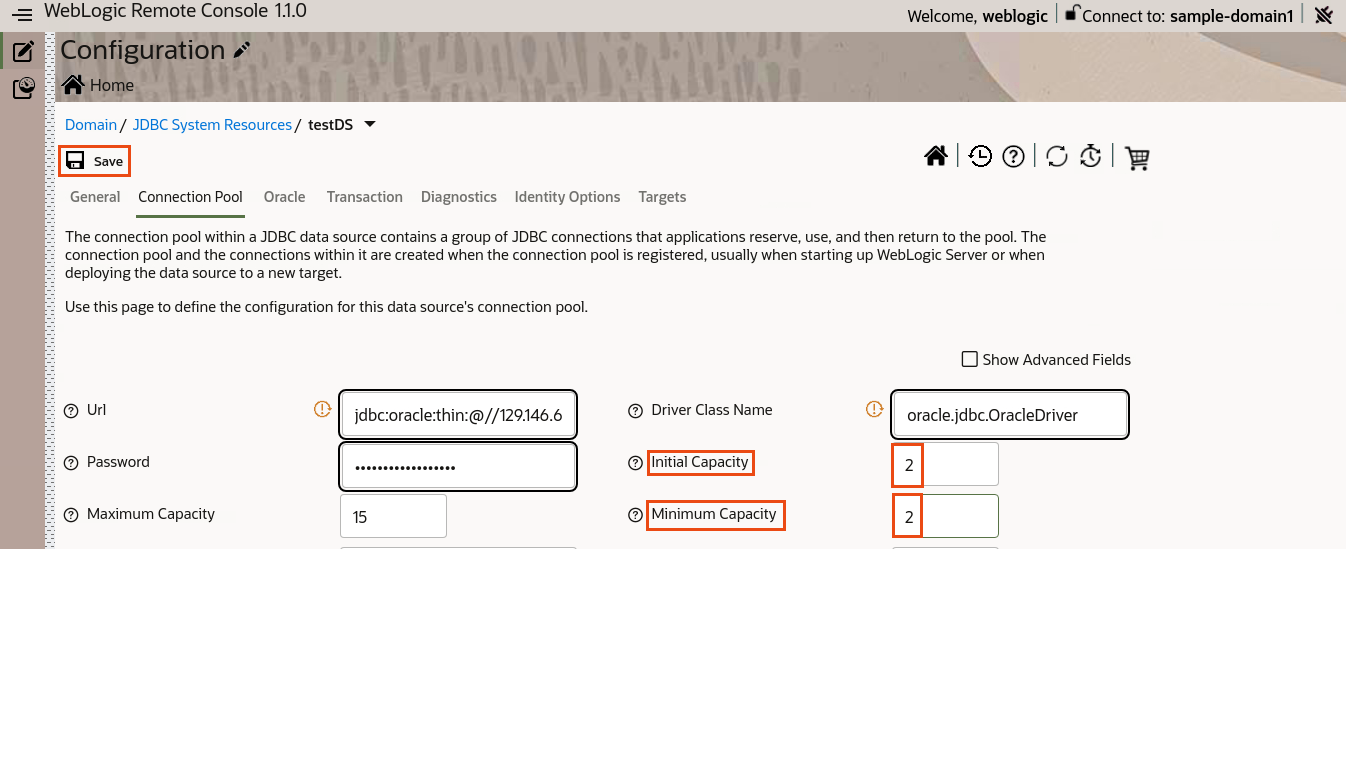 WebLogic Remote Console 1.1.0
Welcome, weblogic
Connect to: sample-domain1
Configuration
Home
Domain / JDBC System Resources / testDS
Save
General Connection Pool Oracle Transaction Diagnostics Identity Options Targets
The connection pool within a JDBC data source contains a group of JDBC connections that applications reserve, use, and then return to the pool. The
connection pool and the connections within it are created when the connection pool is registered, usually when starting up WebLogic Server or when
deploying the data source to a new target.
Use this page to define the configuration for this data source's connection pool.
Show Advanced Fields
Url jdbc:oracle:thin:@//129.146.6
Driver Class Name oracle.jdbc.OracleDriver
Password ••••••••••••••••••
Initial Capacity 2
Maximum Capacity 15
Minimum Capacity 2